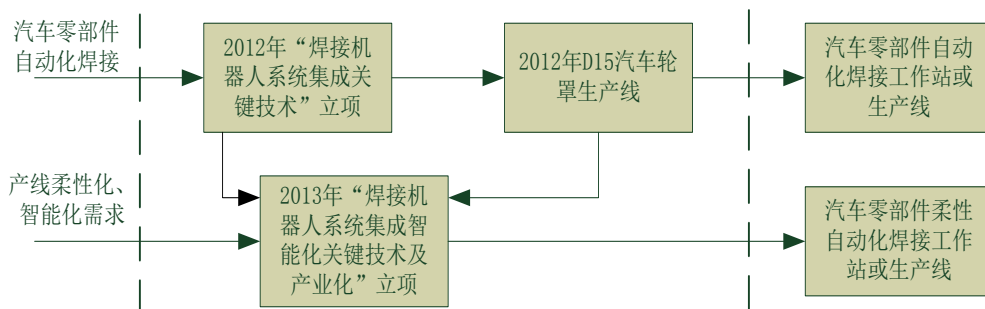 汽车零部件
自动化焊接
2012年“焊接机
器人系统集成关
键技术”立项
2012年D15汽车轮
罩生产线
汽车零部件自动
化焊接工作站或
生产线
产线柔性化、
智能化需求
2013年“焊接机
器人系统集成智
能化关键技术及
产业化”立项
汽车零部件柔性
自动化焊接工作
站或生产线